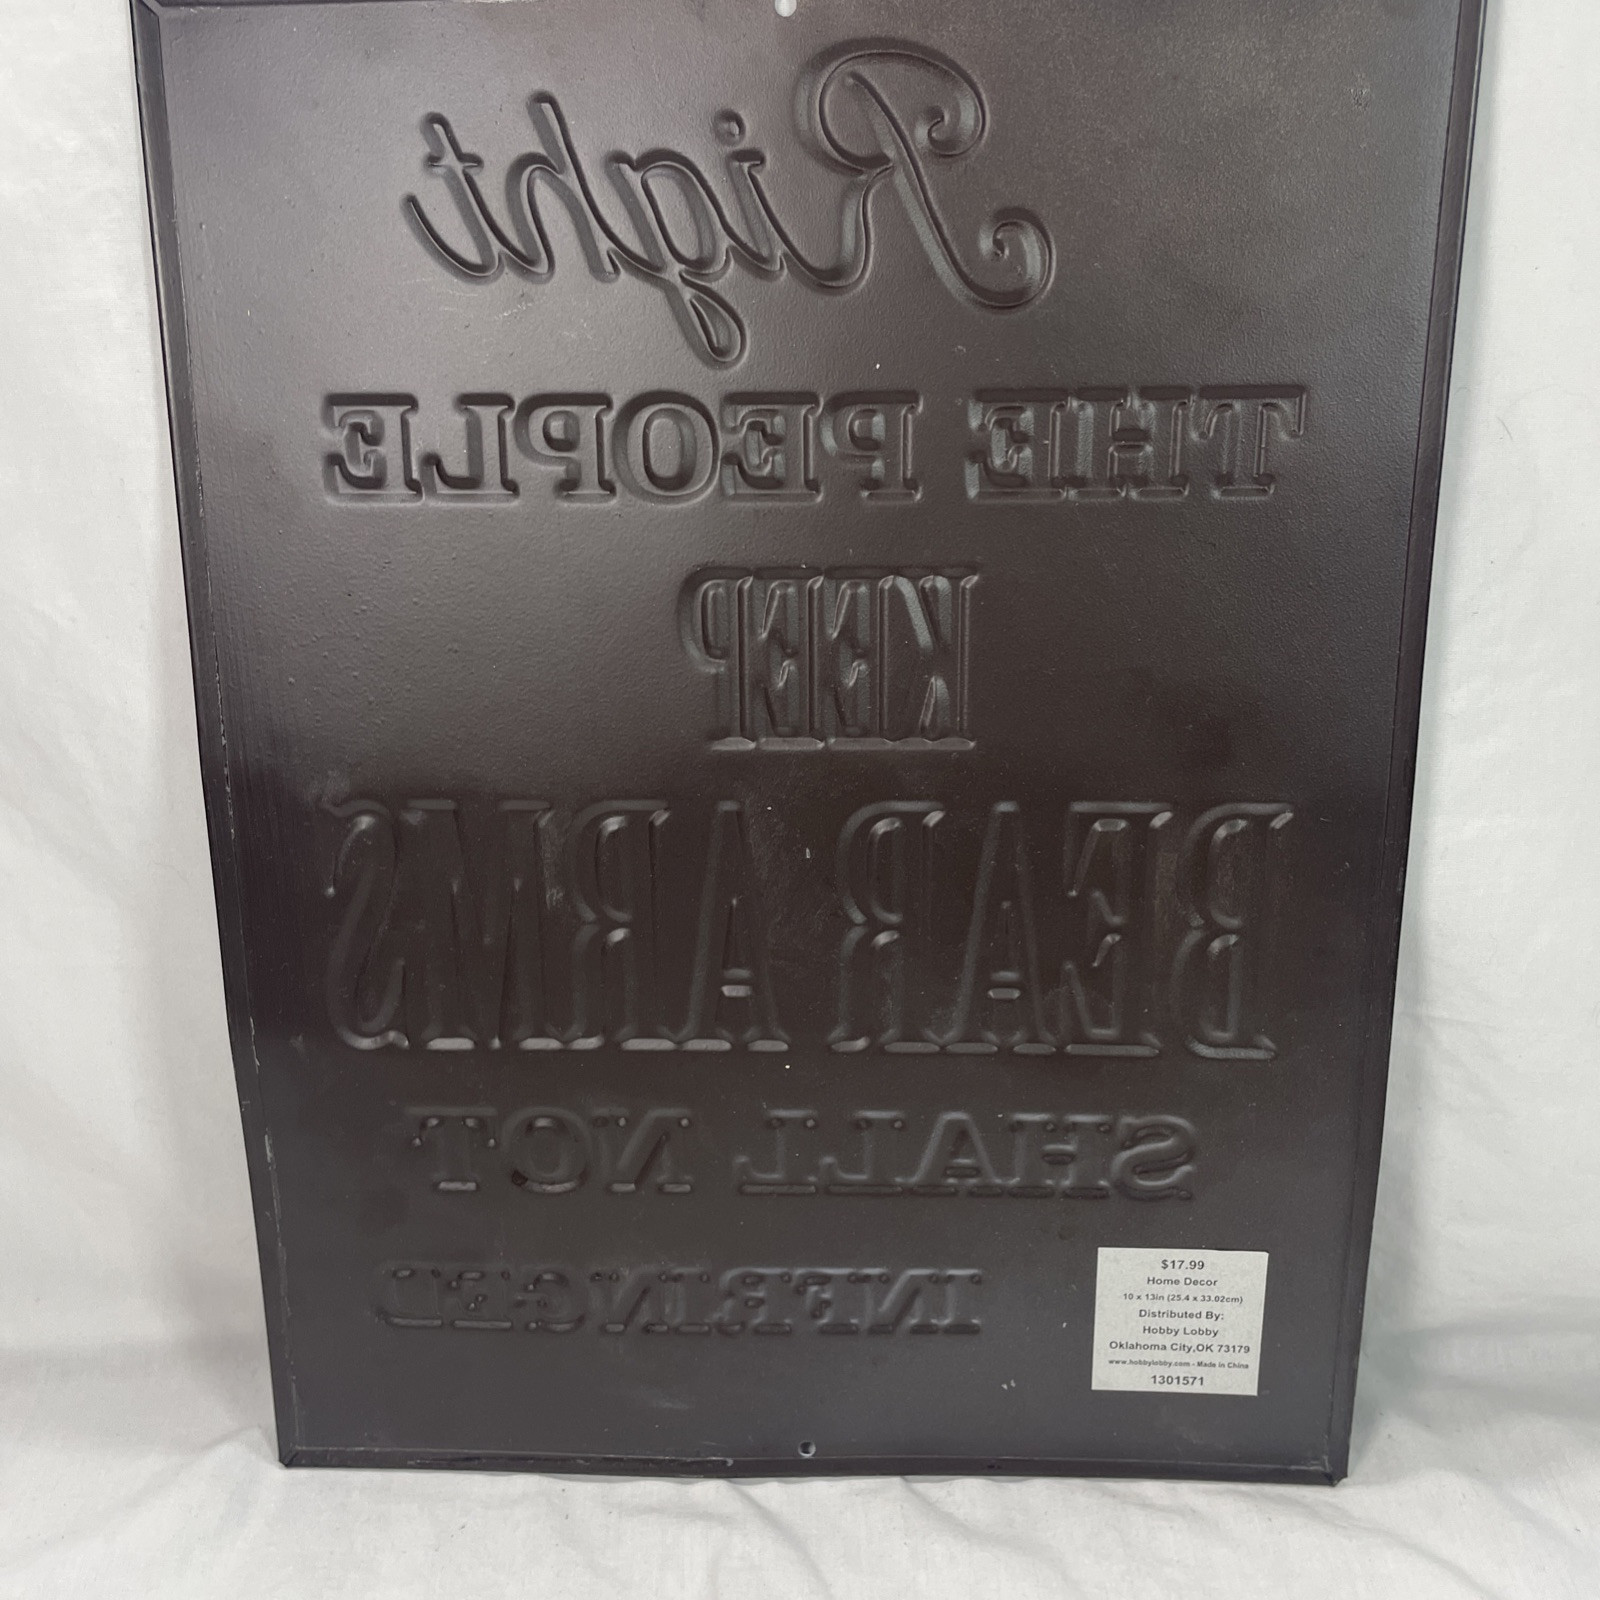 Right
THE PEOPLE
KEEP
BEAR ARMS
SHALL NOT
INFRINGED
$17.99
Home Decor
10 x 13in (25.4 x 33.02cm)
Distributed By:
Hobby Lobby
Oklahoma City,OK 73179
www.hobbylobby.com - Made in China
1301571